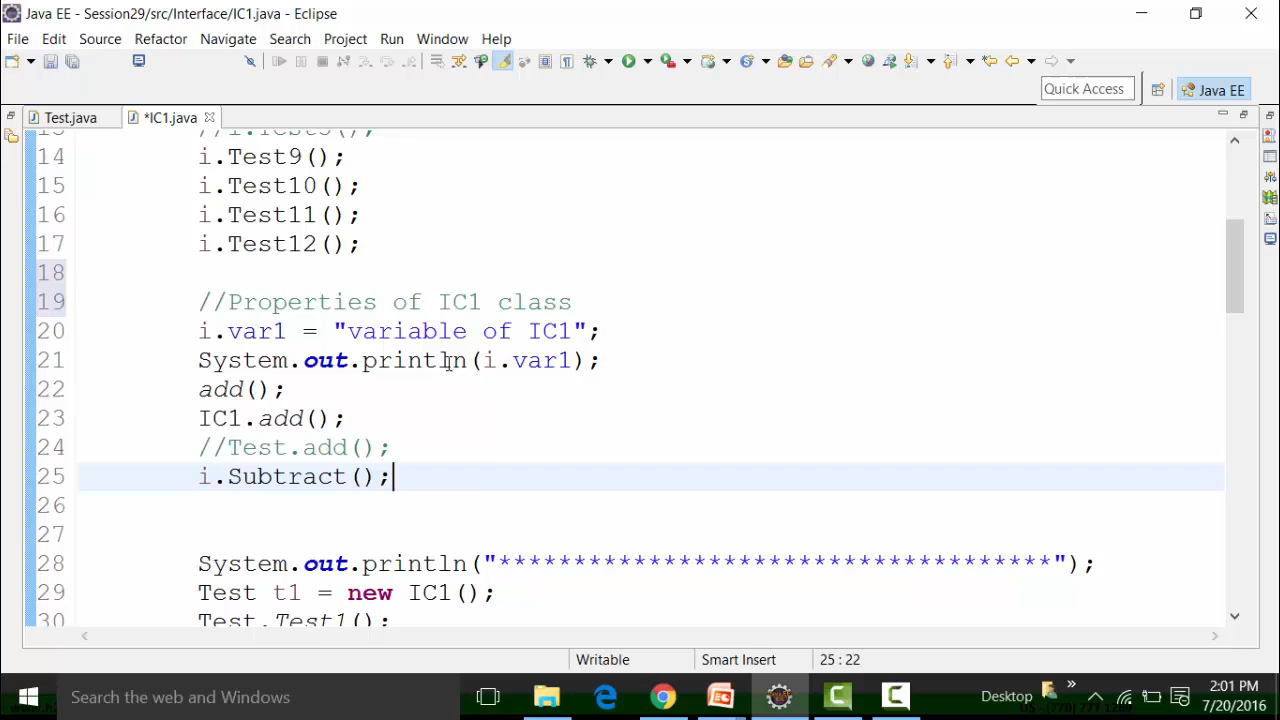 Java EE - Session29/src/Interface/IC1.java - Eclipse
File Edit Source Refactor Navigate Search Project Run Window Help
Quick Access
Java EE
Test.java
*IC1.java
14 i.Test9();
15 i.Test10();
16 i.Test11();
17 i.Test12();
18
19 //Properties of IC1 class
20 i.var1 = "variable of IC1";
21 System.out.println(i.var1);
22 add();
23 IC1.add();
24 //Test.add();
25 i.Subtract();
26
27
28 System.out.println("*************************************");
29 Test t1 = new IC1();
30 Test.Test1();
Writable Smart Insert 25 : 22
Search the web and Windows
Desktop
2:01 PM
7/20/2016